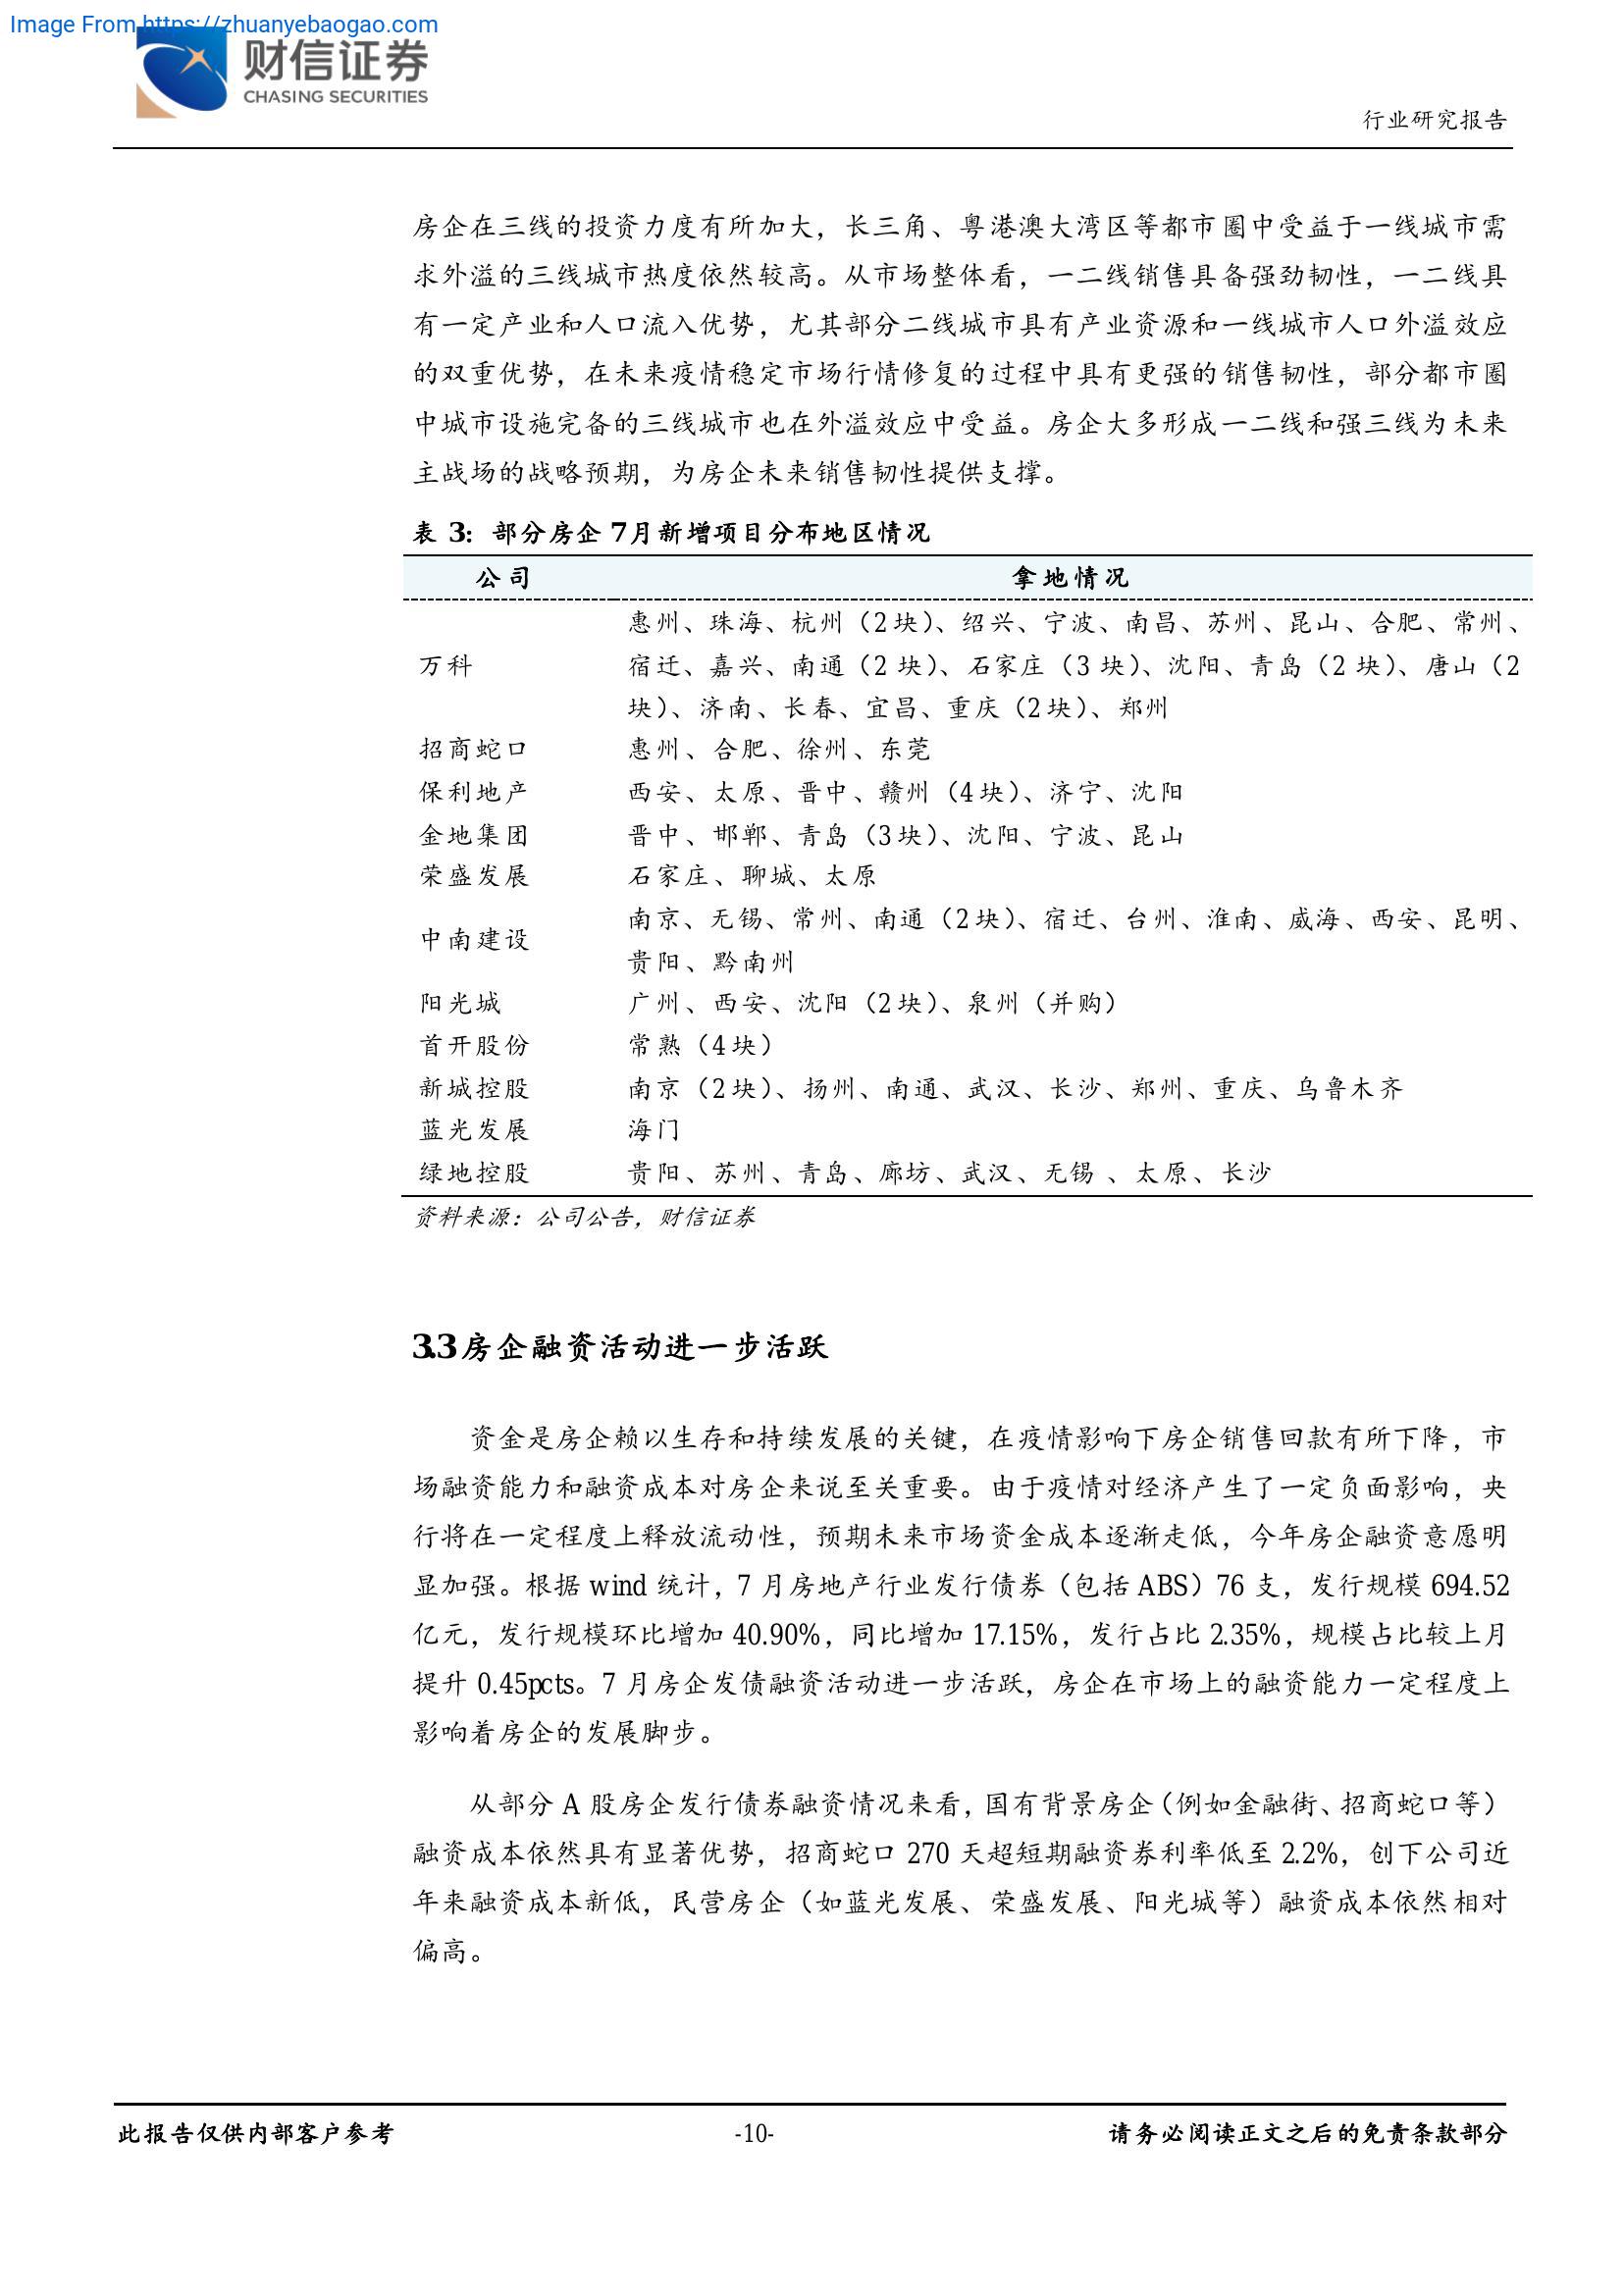 Image From https://zhuanyebaogao.com
财信证券
CHASING SECURITIES
行业研究报告
房企在三线的投资力度有所加大，长三角、粤港澳大湾区等都市圈中受益于一线城市需
求外溢的三线城市热度依然较高。从市场整体看，一二线销售具备强劲韧性，一二线具
有一定产业和人口流入优势，尤其部分二线城市具有产业资源和一线城市人口外溢效应
的双重优势，在未来疫情稳定市场行情修复的过程中具有更强的销售韧性，部分都市圈
中城市设施完备的三线城市也在外溢效应中受益。房企大多形成一二线和强三线为未来
主战场的战略预期，为房企未来销售韧性提供支撑。
表 3：部分房企 7月新增项目分布地区情况
公司 拿地情况
惠州、珠海、杭州（2块）、绍兴、宁波、南昌、苏州、昆山、合肥、常州、
万科 宿迁、嘉兴、南通（2 块）、石家庄（3 块）、沈阳、青岛（2 块）、唐山（2
块）、济南、长春、宜昌、重庆（2块）、郑州
招商蛇口 惠州、合肥、徐州、东莞
保利地产 西安、太原、晋中、赣州（4块）、济宁、沈阳
金地集团 晋中、邯郸、青岛（3块）、沈阳、宁波、昆山
荣盛发展 石家庄、聊城、太原
中南建设 南京、无锡、常州、南通（2块）、宿迁、台州、淮南、威海、西安、昆明、
贵阳、黔南州
阳光城 广州、西安、沈阳（2块）、泉州（并购）
首开股份 常熟（4块）
新城控股 南京（2块）、扬州、南通、武汉、长沙、郑州、重庆、乌鲁木齐
蓝光发展 海门
绿地控股 贵阳、苏州、青岛、廊坊、武汉、无锡 、太原、长沙
资料来源：公司公告，财信证券
3.3 房企融资活动进一步活跃
资金是房企赖以生存和持续发展的关键，在疫情影响下房企销售回款有所下降，市
场融资能力和融资成本对房企来说至关重要。由于疫情对经济产生了一定负面影响，央
行将在一定程度上释放流动性，预期未来市场资金成本逐渐走低，今年房企融资意愿明
显加强。根据 wind 统计，7 月房地产行业发行债券（包括 ABS）76 支，发行规模 694.52
亿元，发行规模环比增加 40.90%，同比增加 17.15%，发行占比 2.35%，规模占比较上月
提升 0.45pcts。7 月房企发债融资活动进一步活跃，房企在市场上的融资能力一定程度上
影响着房企的发展脚步。
从部分 A 股房企发行债券融资情况来看，国有背景房企（例如金融街、招商蛇口等）
融资成本依然具有显著优势，招商蛇口 270 天超短期融资券利率低至 2.2%，创下公司近
年来融资成本新低，民营房企（如蓝光发展、荣盛发展、阳光城等）融资成本依然相对
偏高。
此报告仅供内部客户参考 -10- 请务必阅读正文之后的免责条款部分